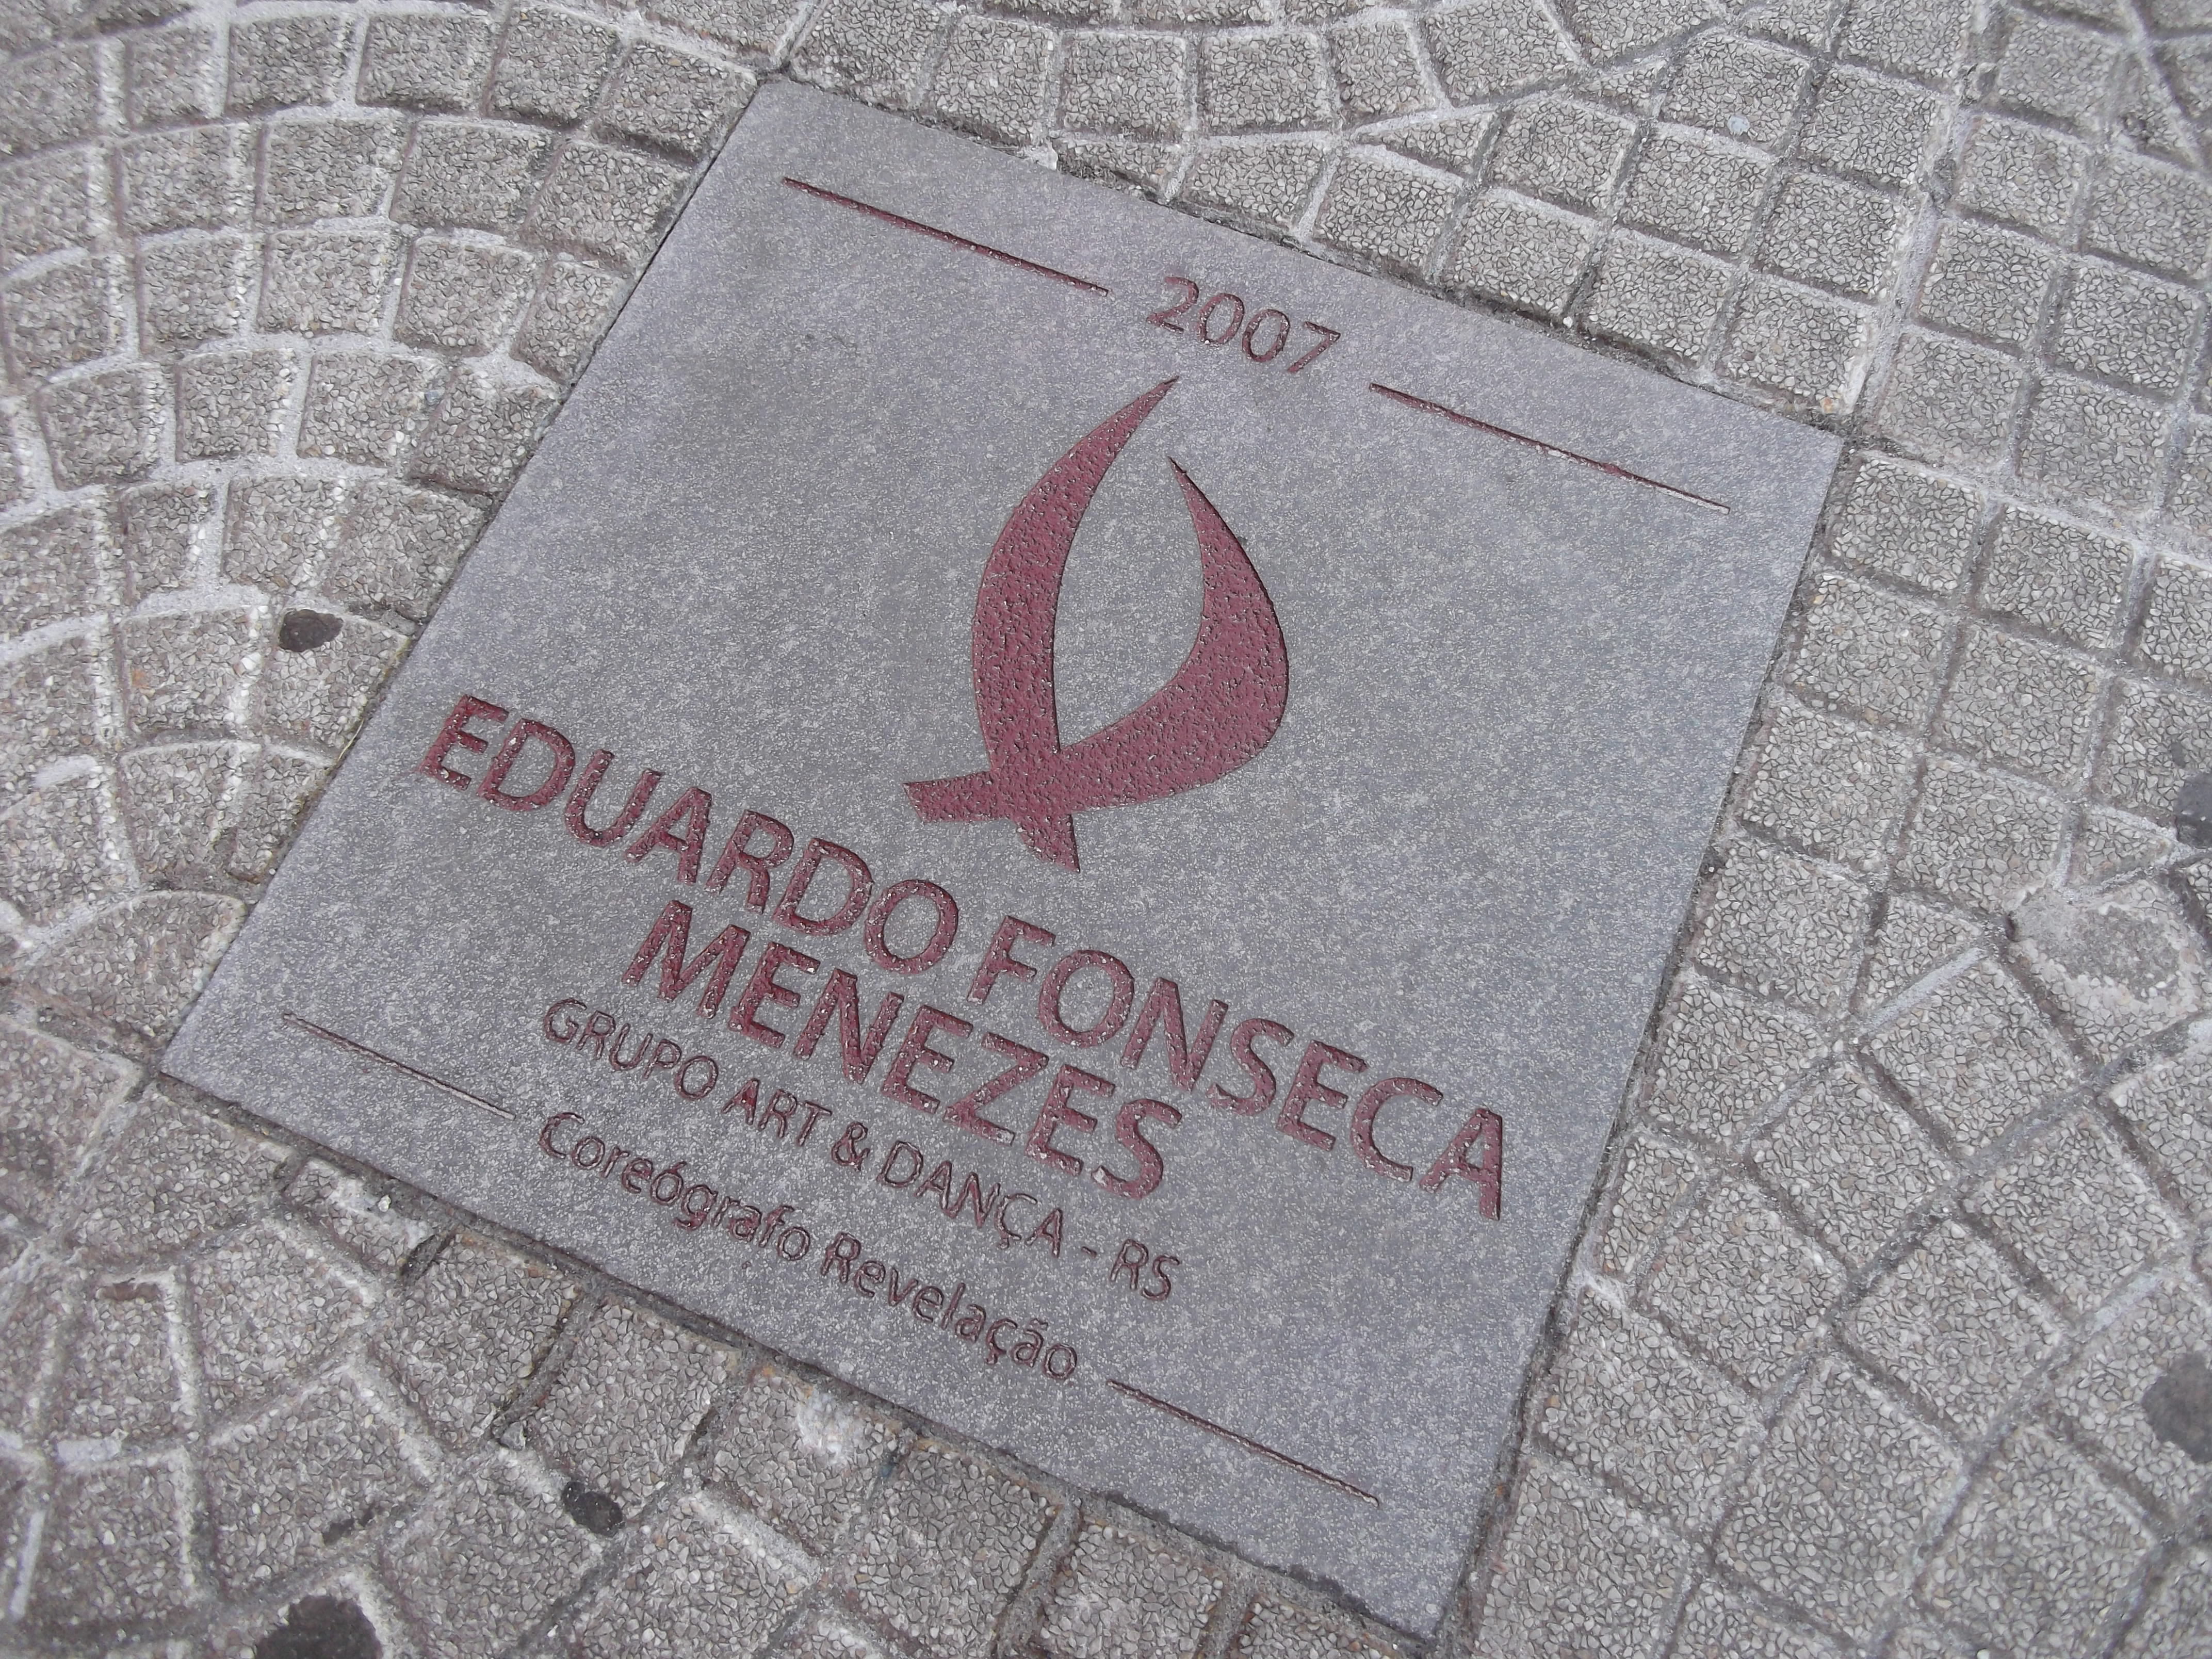 2007
EDUARDO FONSECA
MENEZES
GRUPO ART & DANÇA - RS
Coreógrafo Revelação